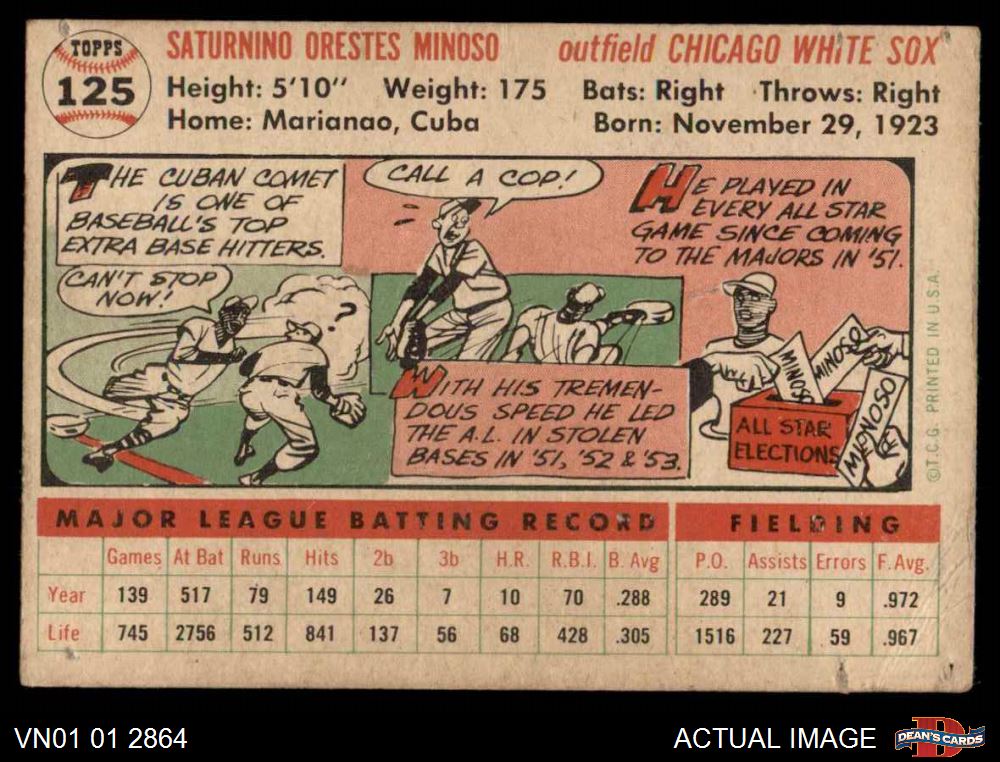 TOPPS
125
SATURNINO ORESTES MINOSO outfield CHICAGO WHITE SOX
Height: 5'10" Weight: 175 Bats: Right Throws: Right
Home: Marianao, Cuba Born: November 29, 1923
THE CUBAN COMET
IS ONE OF
BASEBALL'S TOP
EXTRA BASE HITTERS.
CAN'T STOP
NOW!
?
CALL A COP!
WITH HIS TREMEN-
DOUS SPEED HE LED
THE A.L. IN STOLEN
BASES IN '51, '52 & '53.
HE PLAYED IN
EVERY ALL STAR
GAME SINCE COMING
TO THE MAJORS IN '51.
MINOSO
MINOSO
MINOSO
MINOSO
ALL STAR
ELECTIONS
©T.C.G. PRINTED IN U.S.A.
MAJOR LEAGUE BATTING RECORD FIELDING
Games At Bat Runs Hits 2b 3b H.R. R.B.I. B. Avg P.O. Assists Errors F. Avg.
Year 139 517 79 149 26 7 10 70 .288 289 21 9 .972
Life 745 2756 512 841 137 56 68 428 .305 1516 227 59 .967
VN01 01 2864 ACTUAL IMAGE DEAN'S CARDS